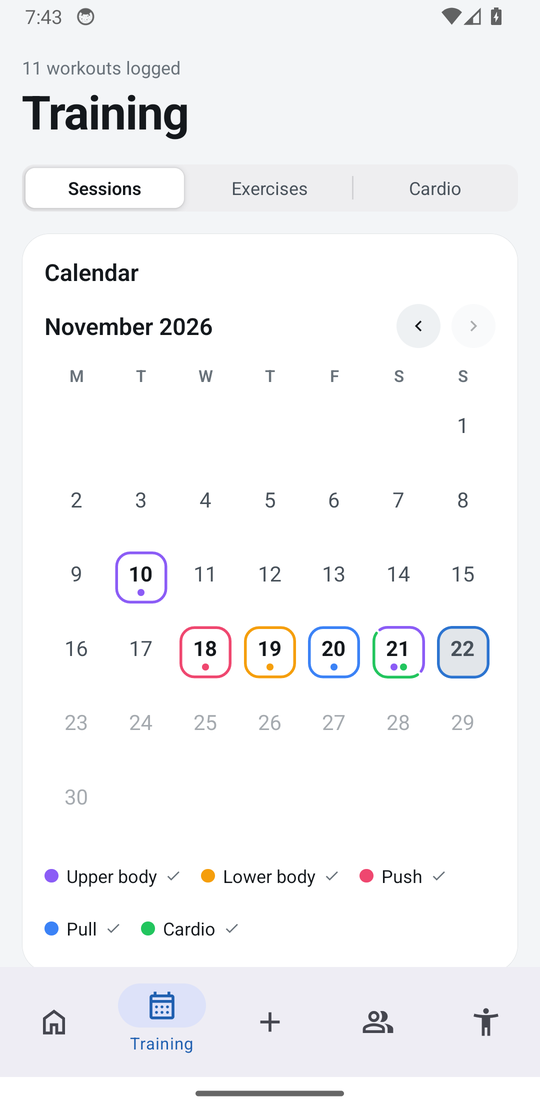 7:43
11 workouts logged
Training
Sessions Exercises Cardio
Calendar
November 2026
M T W T F S S
1
2 3 4 5 6 7 8
9 10 11 12 13 14 15
16 17 18 19 20 21 22
23 24 25 26 27 28 29
30
Upper body Lower body Push
Pull Cardio
Training